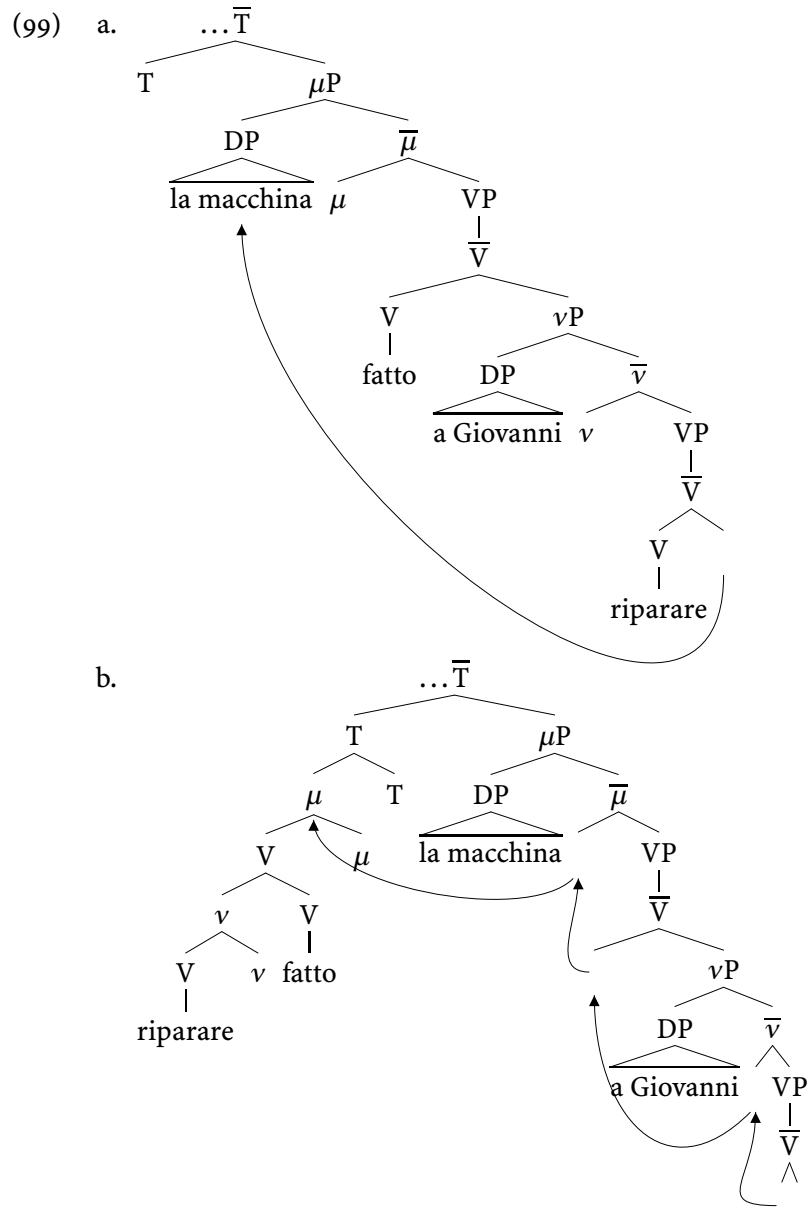 (99) a. …T̅
T μP
DP μ̅
la macchina μ VP
V̅
V νP
fatto DP ν̅
a Giovanni ν VP
V̅
V
riparare
b. …T̅
T μP
μ T DP μ̅
V μ la macchina VP
ν V V̅
V ν fatto νP
riparare DP ν̅
a Giovanni VP
V̅